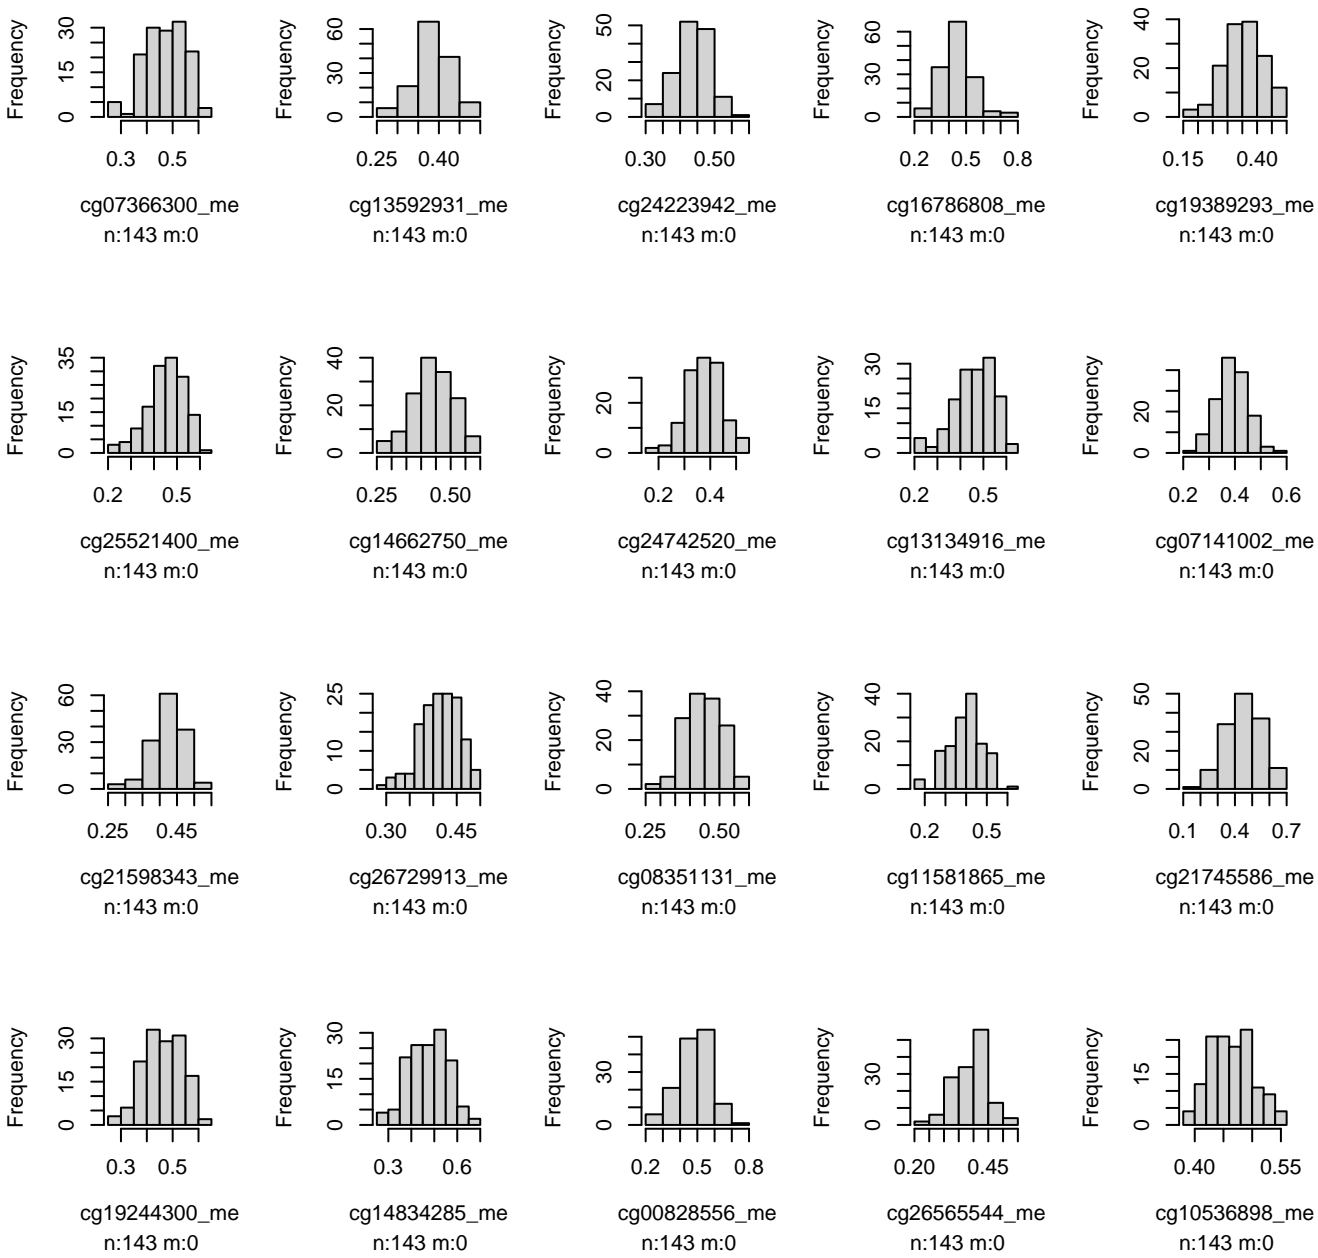 Frequency
0 15 30
0.3 0.5
cg07366300_me
n:143 m:0
Frequency
0 30 60
0.25 0.40
cg13592931_me
n:143 m:0
Frequency
0 20 50
0.30 0.50
cg24223942_me
n:143 m:0
Frequency
0 30 60
0.2 0.5 0.8
cg16786808_me
n:143 m:0
Frequency
0 20 40
0.15 0.40
cg19389293_me
n:143 m:0
Frequency
0 15 35
0.2 0.5
cg25521400_me
n:143 m:0
Frequency
0 20 40
0.25 0.50
cg14662750_me
n:143 m:0
Frequency
0 20
0.2 0.4
cg24742520_me
n:143 m:0
Frequency
0 15 30
0.2 0.5
cg13134916_me
n:143 m:0
Frequency
0 20
0.2 0.4 0.6
cg07141002_me
n:143 m:0
Frequency
0 30 60
0.25 0.45
cg21598343_me
n:143 m:0
Frequency
0 10 25
0.30 0.45
cg26729913_me
n:143 m:0
Frequency
0 20 40
0.25 0.50
cg08351131_me
n:143 m:0
Frequency
0 20 40
0.2 0.5
cg11581865_me
n:143 m:0
Frequency
0 20 50
0.1 0.4 0.7
cg21745586_me
n:143 m:0
Frequency
0 15 30
0.3 0.5
cg19244300_me
n:143 m:0
Frequency
0 15 30
0.3 0.6
cg14834285_me
n:143 m:0
Frequency
0 30
0.2 0.5 0.8
cg00828556_me
n:143 m:0
Frequency
0 30
0.20 0.45
cg26565544_me
n:143 m:0
Frequency
0 15
0.40 0.55
cg10536898_me
n:143 m:0